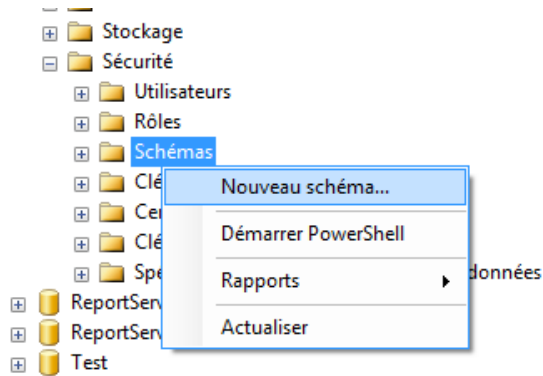 Stockage
Sécurité
Utilisateurs
Rôles
Schémas
Nouveau schéma...
Démarrer PowerShell
Rapports
données
Actualiser
Test